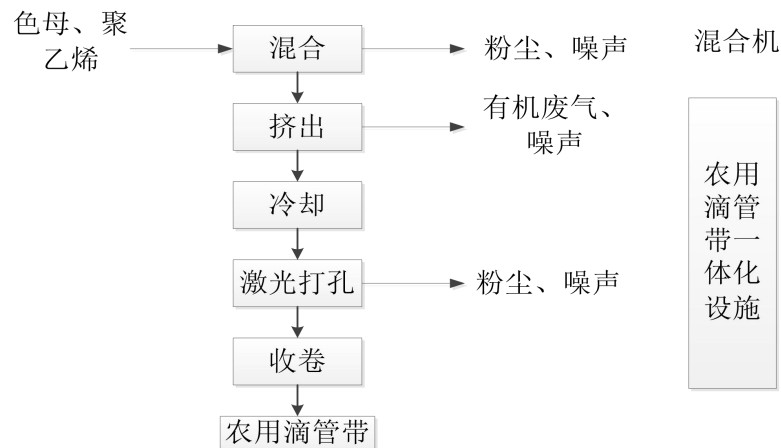 色母、聚
乙烯
混合
粉尘、噪声
混合机
挤出
有机废气、
噪声
冷却
激光打孔
粉尘、噪声
收卷
农用滴管带
农用
滴管
带一
体化
设施